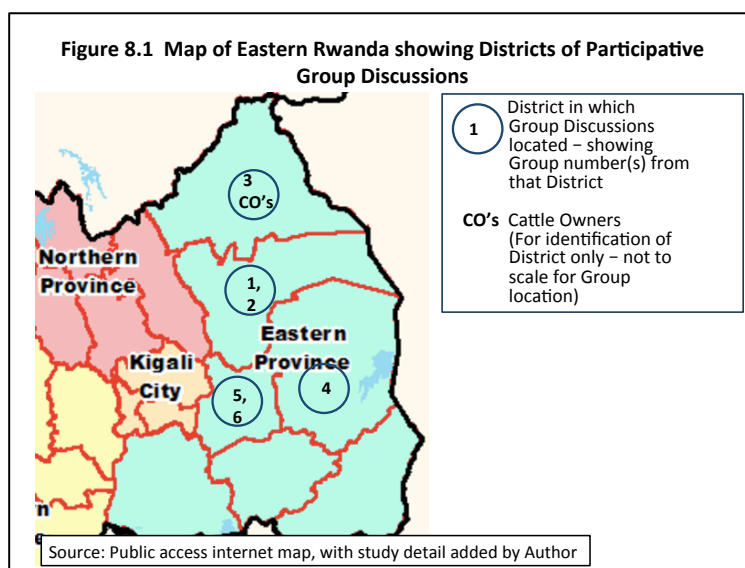 Figure 8.1 Map of Eastern Rwanda showing Districts of Participative
Group Discussions
3
CO's
Northern
Province
1,
2
Eastern
Province
Kigali
City
5,
6
4
n
e
Source: Public access internet map, with study detail added by Author
1
District in which
Group Discussions
located – showing
Group number(s) from
that District
CO's Cattle Owners
(For identification of
District only – not to
scale for Group
location)